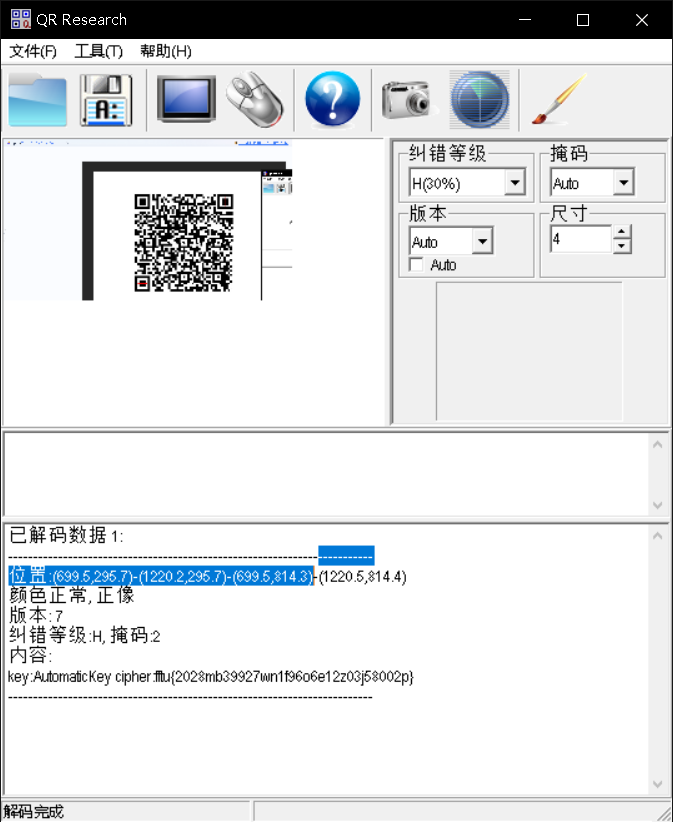 QR Research
文件(F) 工具(T) 帮助(H)
A:
纠错等级
掩码
H(30%)
Auto
版本
尺寸
Auto
4
Auto
已解码数据 1:
----------------------------------------------------------------------
位置:(699.5,295.7)-(1220.2,295.7)-(699.5,814.3)-(1220.5,814.4)
颜色正常, 正像
版本: 7
纠错等级:H, 掩码:2
内容:
key:AutomaticKey cipher:fftu{2028mb39927wn1f96o6e12z03j58002p}
----------------------------------------------------------------------
解码完成